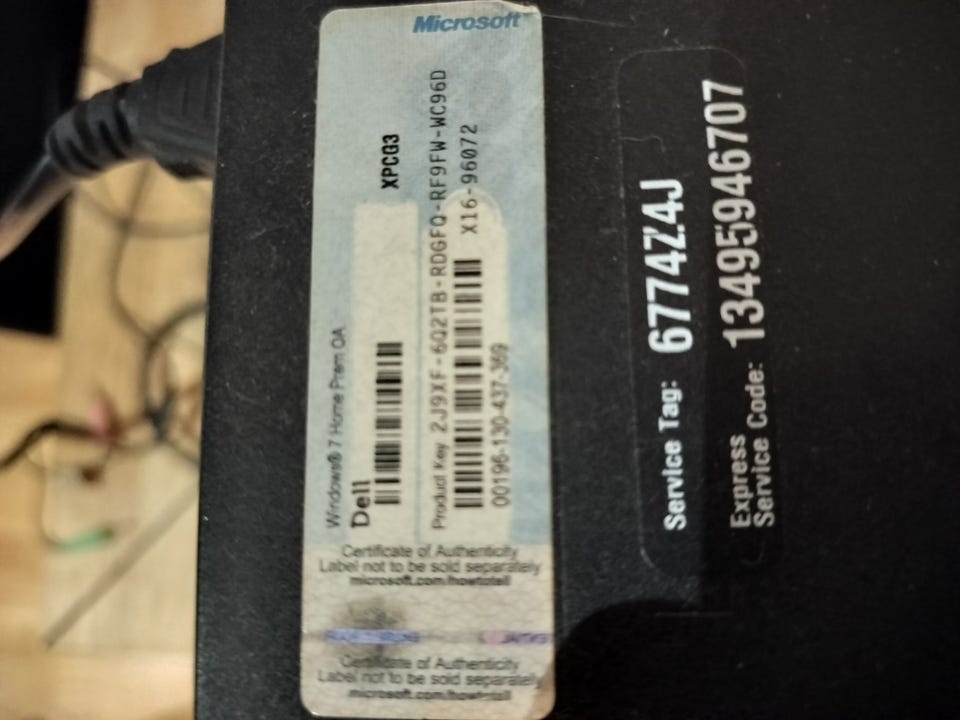 Microsoft
Windows® 7 Home Prem OA
Dell
XPCG3
Product Key 2J9XF-6Q2TB-RDGFQ-RF9FW-WC96D
X16-96072
00196-130-437-369
Certificate of Authenticity
Label not to be sold separately
microsoft.com/howtotell
Certificate of Authenticity
Label not to be sold separately
microsoft.com/howtotell
Service Tag: 6774Z4J
Express
Service Code: 13495946707